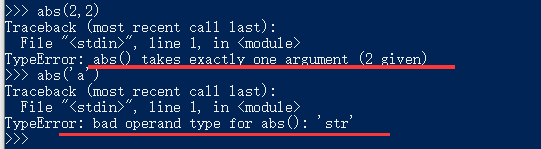 >>> abs(2,2)
Traceback (most recent call last):
  File "<stdin>", line 1, in <module>
TypeError: abs() takes exactly one argument (2 given)
>>> abs('a')
Traceback (most recent call last):
  File "<stdin>", line 1, in <module>
TypeError: bad operand type for abs(): 'str'
>>>